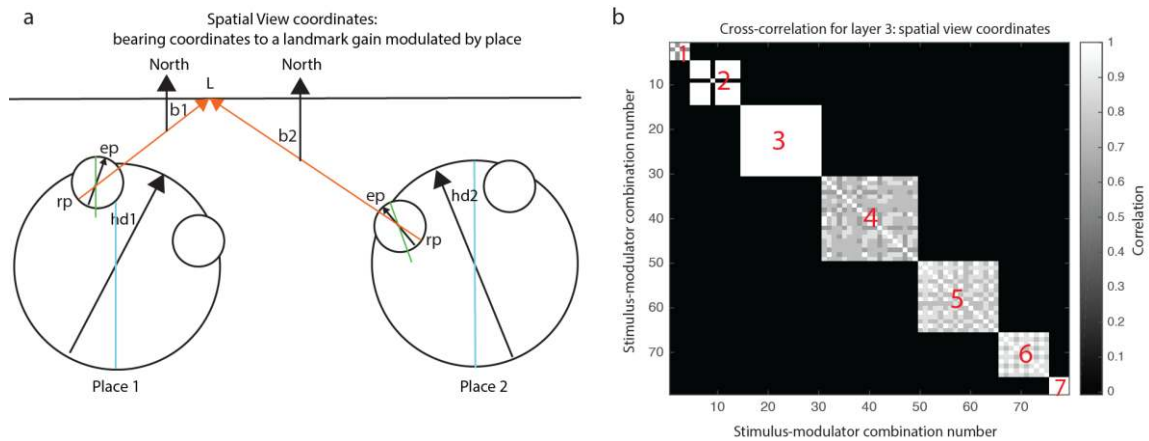 a
Spatial View coordinates:
bearing coordinates to a landmark gain modulated by place
North
L
North
b1
b2
ep
rp
hd1
ep
hd2
rp
Place 1
Place 2
b
Cross-correlation for layer 3: spatial view coordinates
Stimulus-modulator combination number
10
20
30
40
50
60
70
1
2
3
4
5
6
7
10
20
30
40
50
60
70
Stimulus-modulator combination number
1
0.9
0.8
0.7
0.6
0.5
0.4
0.3
0.2
0.1
0
Correlation